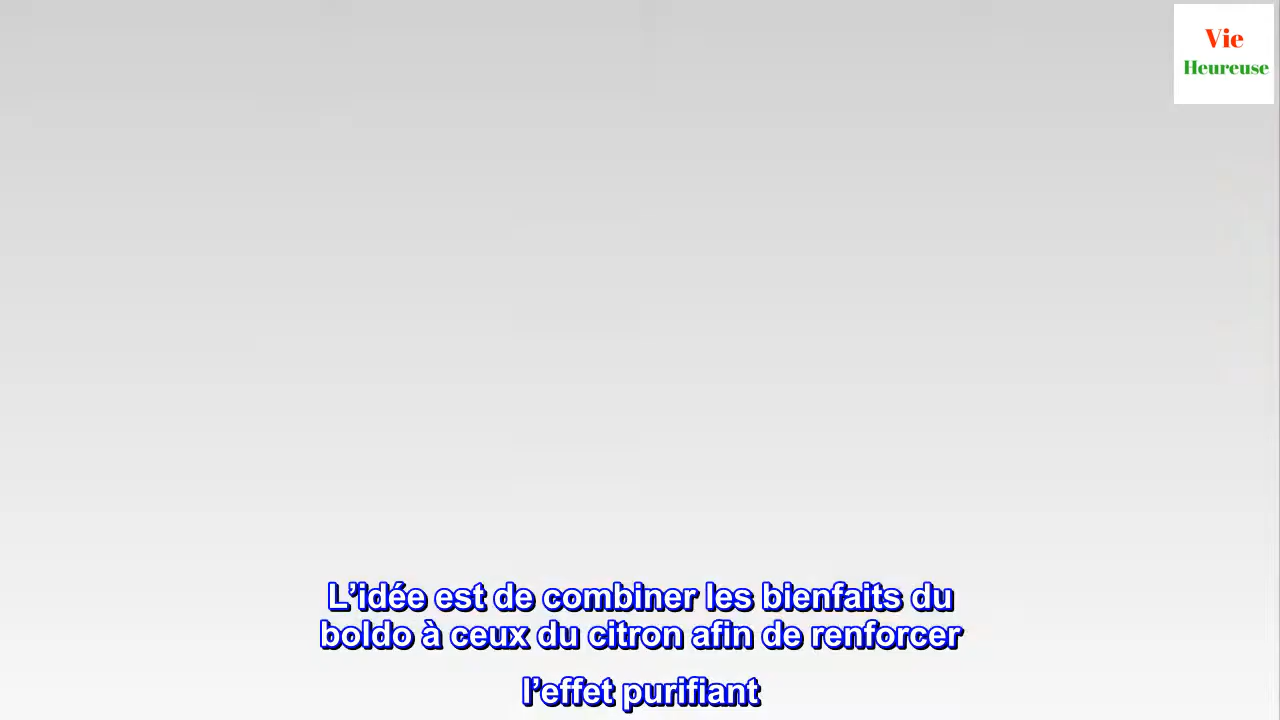 Vie
Heureuse
L’idée est de combiner les bienfaits du
boldo à ceux du citron afin de renforcer
l’effet purifiant